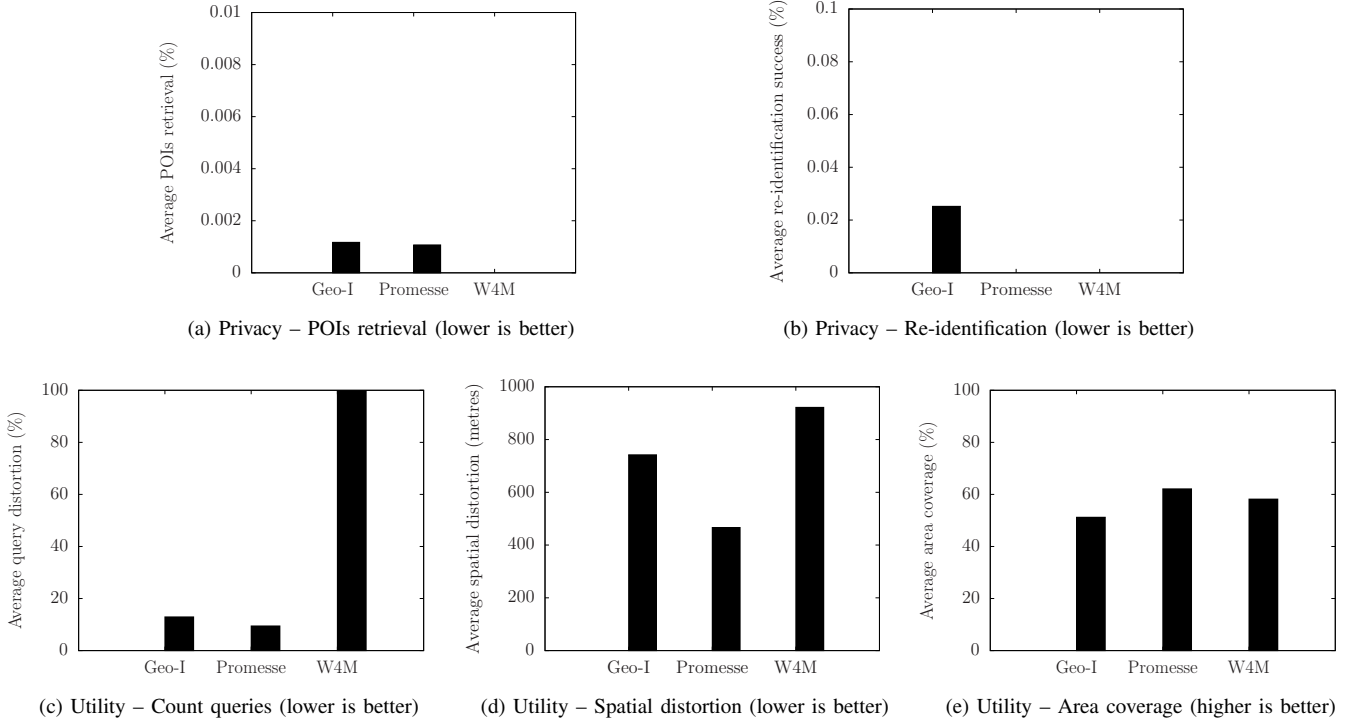 Average POIs retrieval (%)
0.01
0.008
0.006
0.004
0.002
0
Geo-I Promesse W4M
(a) Privacy – POIs retrieval (lower is better)
Average re-identification success (%)
0.1
0.08
0.06
0.04
0.02
0
Geo-I Promesse W4M
(b) Privacy – Re-identification (lower is better)
Average query distortion (%)
100
80
60
40
20
0
Geo-I Promesse W4M
(c) Utility – Count queries (lower is better)
Average spatial distortion (metres)
1000
800
600
400
200
0
Geo-I Promesse W4M
(d) Utility – Spatial distortion (lower is better)
Average area coverage (%)
100
80
60
40
20
0
Geo-I Promesse W4M
(e) Utility – Area coverage (higher is better)